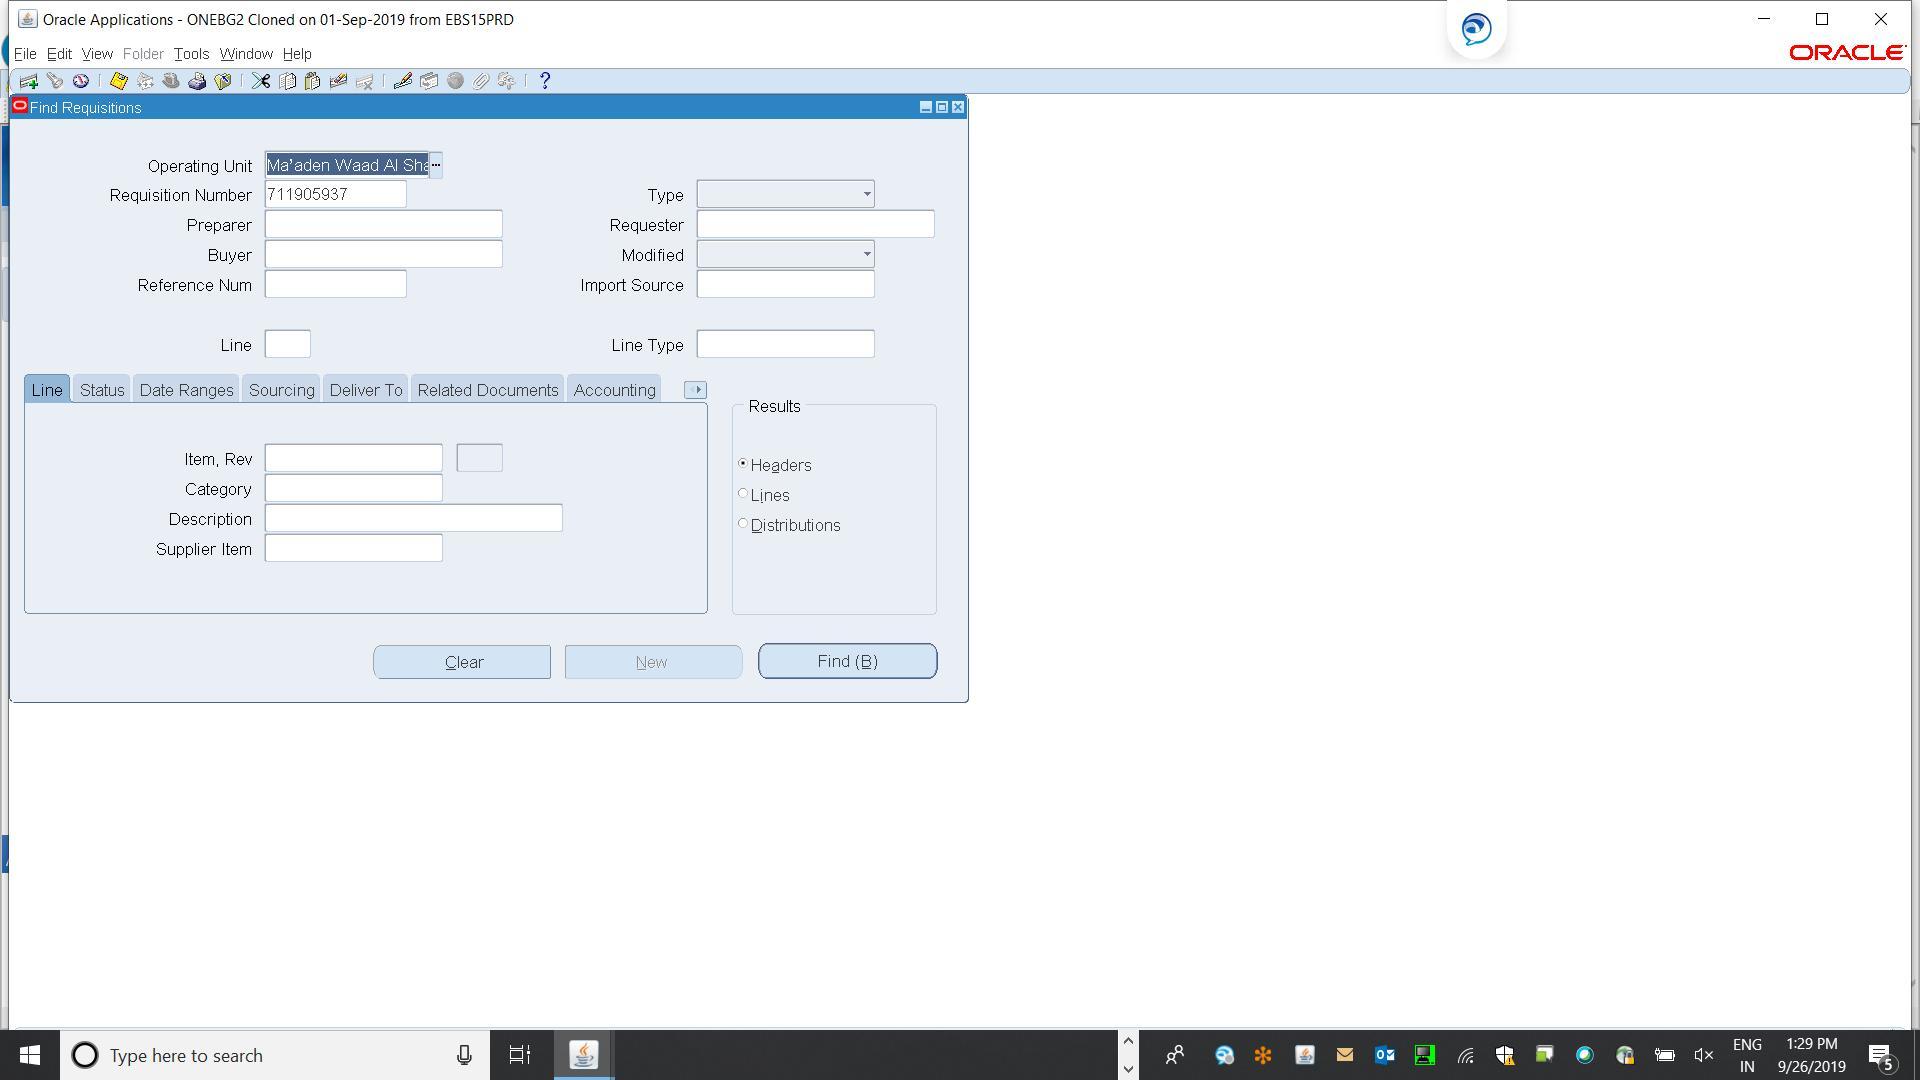 Oracle Applications - ONEBG2 Cloned on 01-Sep-2019 from EBS15PRD
File Edit View Folder Tools Window Help
ORACLE
?
Find Requisitions
Operating Unit Ma'aden Waad Al Sha
Requisition Number 711905937 Type
Preparer Requester
Buyer Modified
Reference Num Import Source
Line Line Type
Line Status Date Ranges Sourcing Deliver To Related Documents Accounting
Results
Item, Rev Headers
Category Lines
Description Distributions
Supplier Item
Clear New Find (B)
Type here to search
ENG 1:29 PM
IN 9/26/2019 5